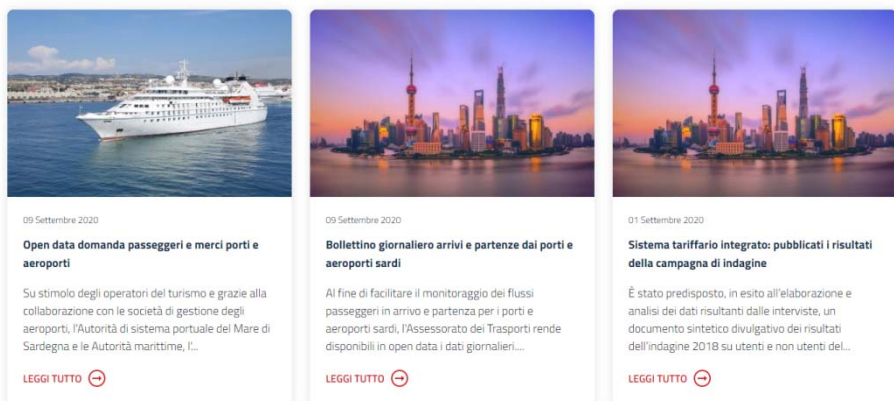 09 Settembre 2020
Open data domanda passeggeri e merci porti e
aeroporti
Su stimolo degli operatori del turismo e grazie alla
collaborazione con le società di gestione degli
aeroporti, l'Autorità di sistema portuale del Mare di
Sardegna e le Autorità marittime, l'...
LEGGI TUTTO
09 Settembre 2020
Bollettino giornaliero arrivi e partenze dai porti e
aeroporti sardi
Al fine di facilitare il monitoraggio dei flussi
passeggeri in arrivo e partenza per i porti e
aeroporti sardi, l'Assessorato dei Trasporti rende
disponibili in open data i dati giornalieri....
LEGGI TUTTO
01 Settembre 2020
Sistema tariffario integrato: pubblicati i risultati
della campagna di indagine
È stato predisposto, in esito all'elaborazione e
analisi dei dati risultanti dalle interviste, un
documento sintetico divulgativo dei risultati
dell'indagine 2018 su utenti e non utenti del...
LEGGI TUTTO